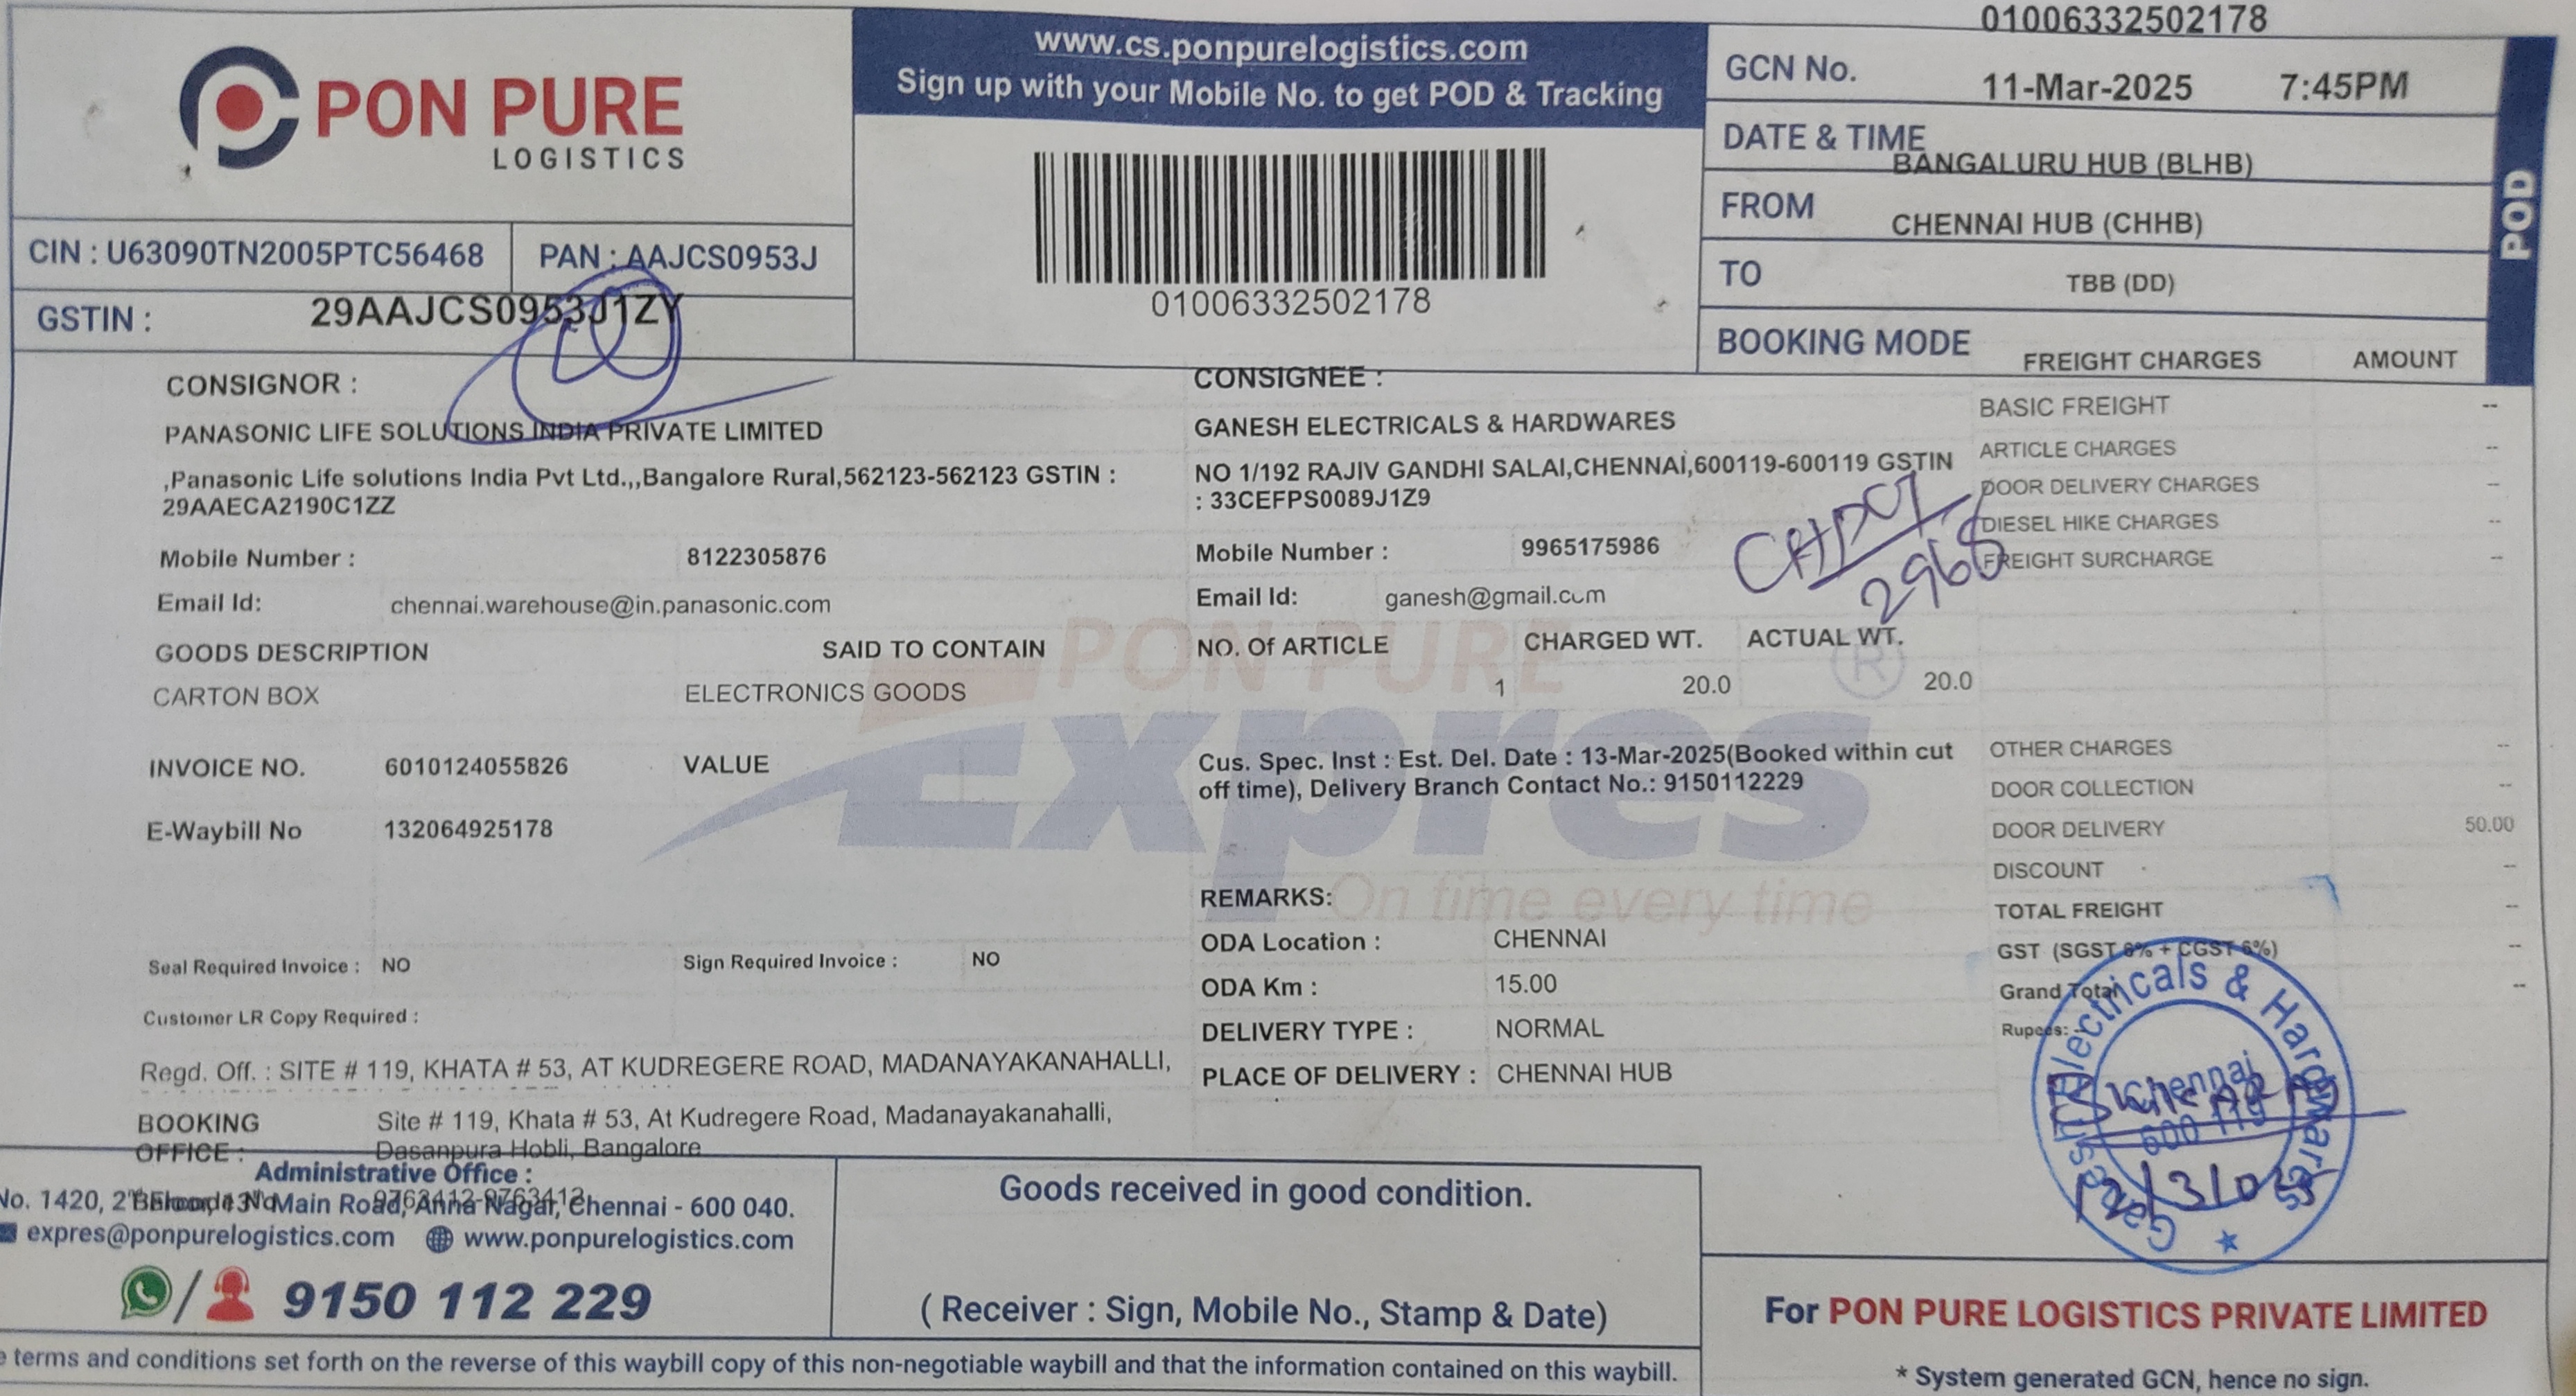 01006332502178
PON PURE
LOGISTICS
www.cs.ponpurelogistics.com
Sign up with your Mobile No. to get POD & Tracking
GCN No.
11-Mar-2025 7:45PM
DATE & TIME
BANGALURU HUB (BLHB)
FROM
CHENNAI HUB (CHHB)
TO
TBB (DD)
BOOKING MODE
POD
CIN : U63090TN2005PTC56468 PAN : AAJCS0953J
GSTIN : 29AAJCS0953J1ZY
01006332502178
FREIGHT CHARGES AMOUNT
CONSIGNOR :
PANASONIC LIFE SOLUTIONS INDIA PRIVATE LIMITED
,Panasonic Life solutions India Pvt Ltd.,,Bangalore Rural,562123-562123 GSTIN :
29AAECA2190C1ZZ
Mobile Number : 8122305876
Email Id: chennai.warehouse@in.panasonic.com
CONSIGNEE :
GANESH ELECTRICALS & HARDWARES
NO 1/192 RAJIV GANDHI SALAI,CHENNAI,600119-600119 GSTIN
: 33CEFPS0089J1Z9
Mobile Number : 9965175986
Email Id: ganesh@gmail.com
2968
BASIC FREIGHT --
ARTICLE CHARGES --
DOOR DELIVERY CHARGES --
DIESEL HIKE CHARGES --
FREIGHT SURCHARGE --
GOODS DESCRIPTION SAID TO CONTAIN NO. Of ARTICLE CHARGED WT. ACTUAL WT.
CARTON BOX ELECTRONICS GOODS 1 20.0 20.0
PON PURE
Expres
On time every time
INVOICE NO. 6010124055826 VALUE
E-Waybill No 132064925178
Cus. Spec. Inst : Est. Del. Date : 13-Mar-2025(Booked within cut
off time), Delivery Branch Contact No.: 9150112229
OTHER CHARGES --
DOOR COLLECTION --
DOOR DELIVERY 50.00
DISCOUNT --
TOTAL FREIGHT --
GST (SGST 6% + CGST 6%) --
Grand Total --
Rupees: --
REMARKS:
ODA Location : CHENNAI
ODA Km : 15.00
DELIVERY TYPE : NORMAL
PLACE OF DELIVERY : CHENNAI HUB
Seal Required Invoice : NO Sign Required Invoice : NO
Customer LR Copy Required :
Regd. Off. : SITE # 119, KHATA # 53, AT KUDREGERE ROAD, MADANAYAKANAHALLI,
BOOKING
OFFICE :
Site # 119, Khata # 53, At Kudregere Road, Madanayakanahalli,
Dasanpura Hobli, Bangalore
Ganesh Electricals & Hardwares
Chennai
600 119
Administrative Office :
No. 1420, 2nd Floor, 13th Main Road, Anna Nagar, Chennai - 600 040.
9763412-9763412
expres@ponpurelogistics.com www.ponpurelogistics.com
9150 112 229
Goods received in good condition.
( Receiver : Sign, Mobile No., Stamp & Date)
For PON PURE LOGISTICS PRIVATE LIMITED
* System generated GCN, hence no sign.
terms and conditions set forth on the reverse of this waybill copy of this non-negotiable waybill and that the information contained on this waybill.